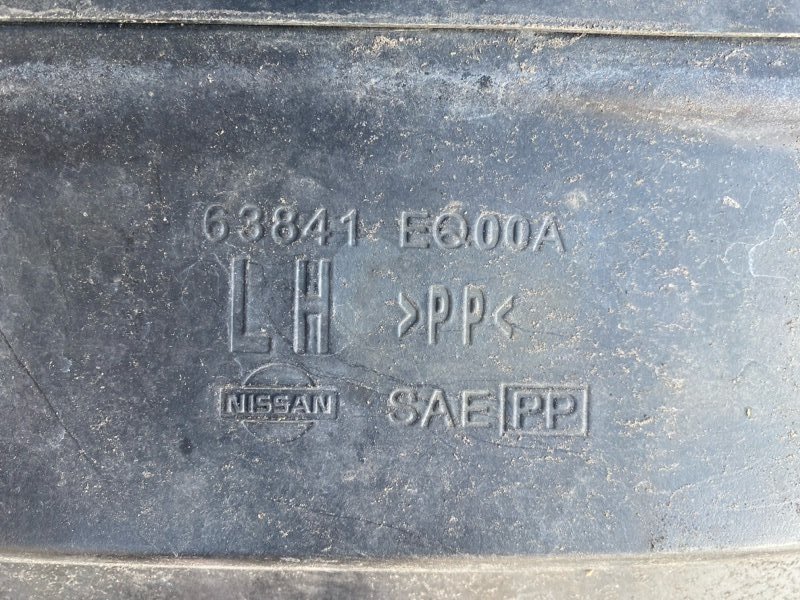 63841 EQ00A
LH >PP<
NISSAN SAE PP